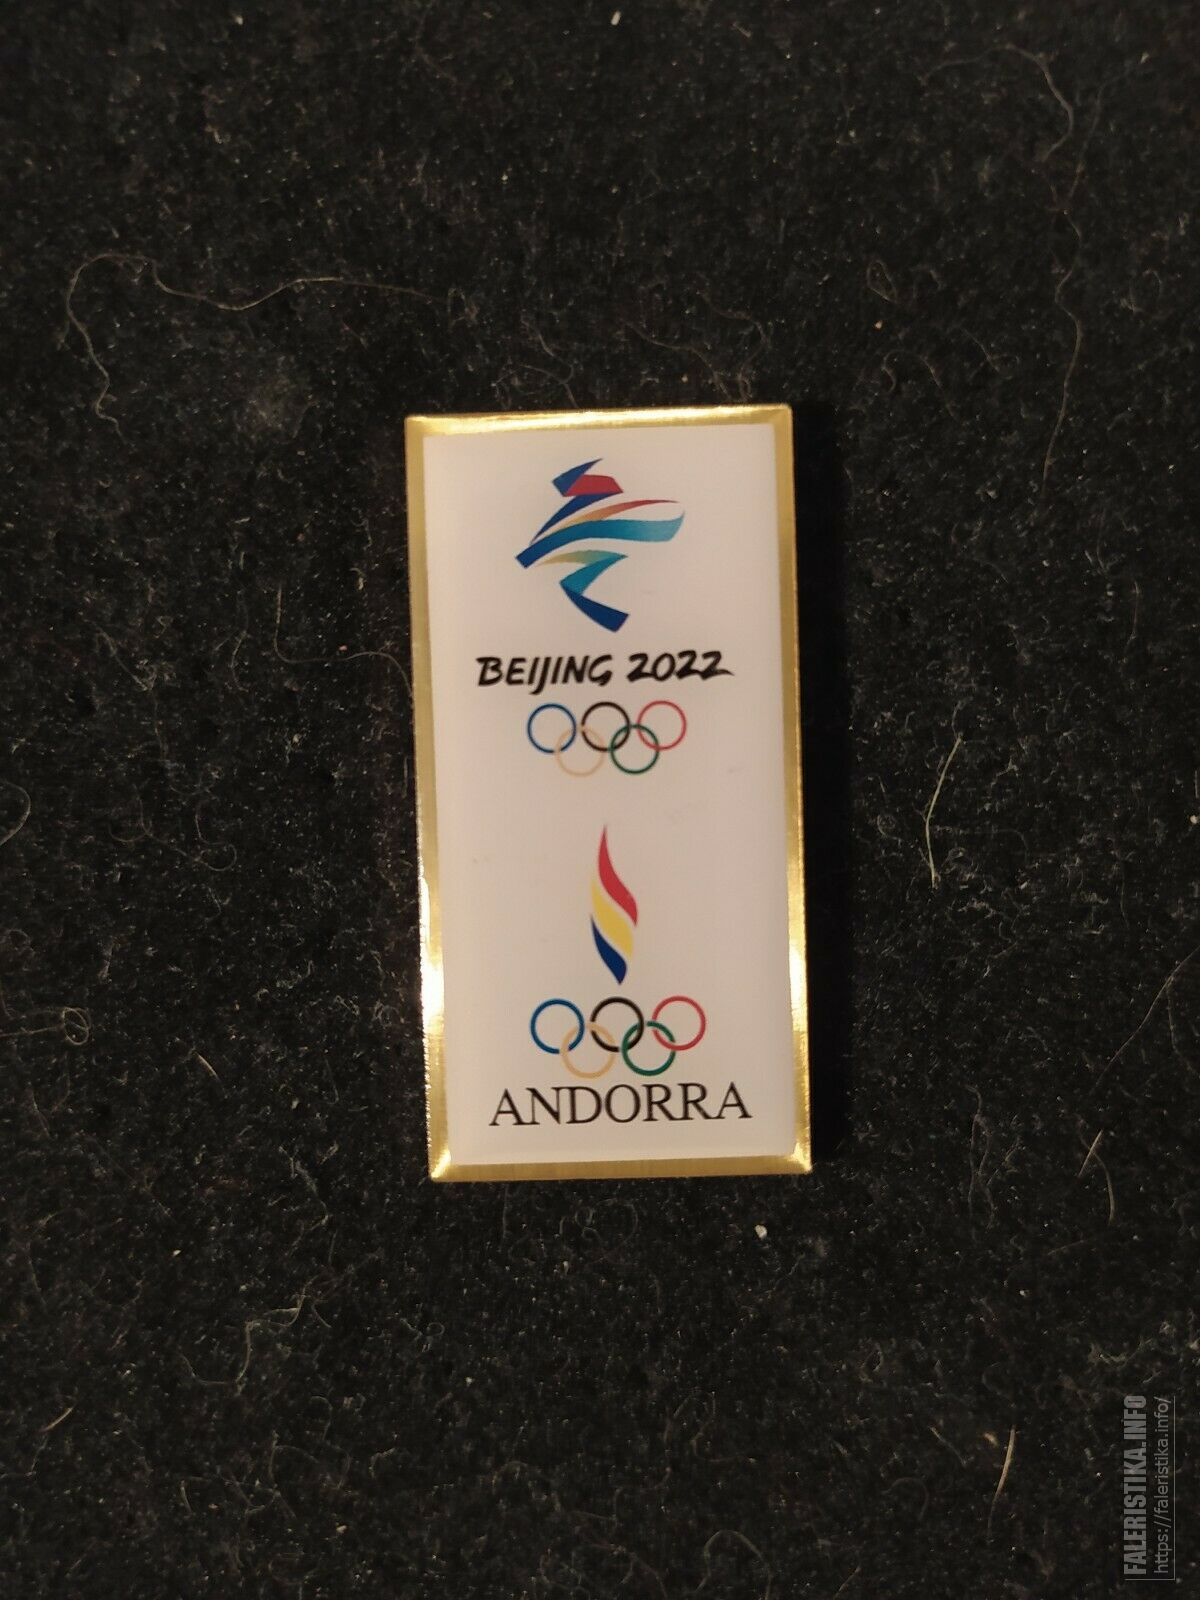 BEIJING 2022
ANDORRA
FALERISTIKA.INFO
https://faleristika.info/